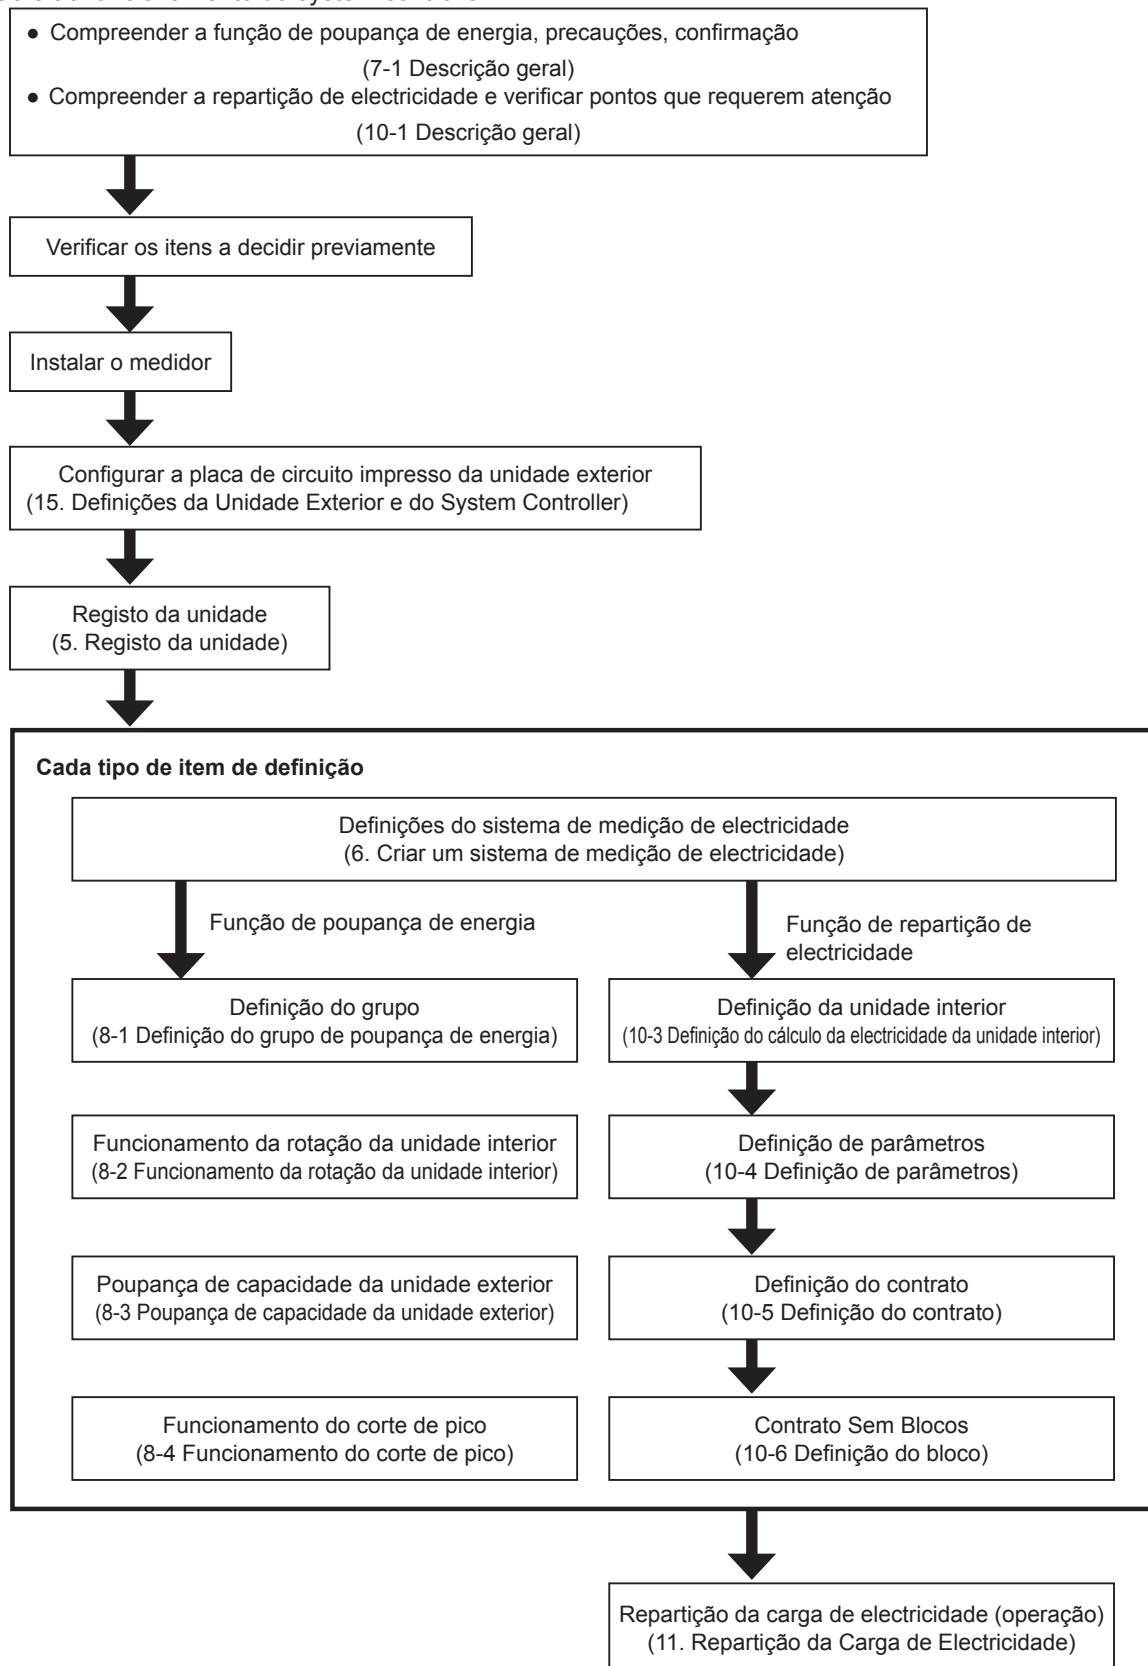 ● Compreender a função de poupança de energia, precauções, confirmação
(7-1 Descrição geral)
● Compreender a repartição de electricidade e verificar pontos que requerem atenção
(10-1 Descrição geral)
Verificar os itens a decidir previamente
Instalar o medidor
Configurar a placa de circuito impresso da unidade exterior
(15. Definições da Unidade Exterior e do System Controller)
Registo da unidade
(5. Registo da unidade)
Cada tipo de item de definição
Definições do sistema de medição de electricidade
(6. Criar um sistema de medição de electricidade)
Função de poupança de energia
Função de repartição de
electricidade
Definição do grupo
(8-1 Definição do grupo de poupança de energia)
Definição da unidade interior
(10-3 Definição do cálculo da electricidade da unidade interior)
Funcionamento da rotação da unidade interior
(8-2 Funcionamento da rotação da unidade interior)
Definição de parâmetros
(10-4 Definição de parâmetros)
Poupança de capacidade da unidade exterior
(8-3 Poupança de capacidade da unidade exterior)
Definição do contrato
(10-5 Definição do contrato)
Funcionamento do corte de pico
(8-4 Funcionamento do corte de pico)
Contrato Sem Blocos
(10-6 Definição do bloco)
Repartição da carga de electricidade (operação)
(11. Repartição da Carga de Electricidade)